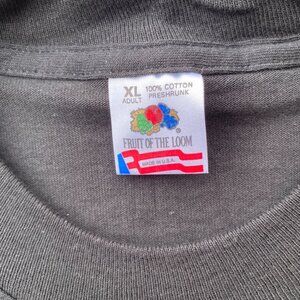 XL 100% COTTON
ADULT PRESHRUNK
®
FRUIT OF THE LOOM
MADE IN U.S.A.